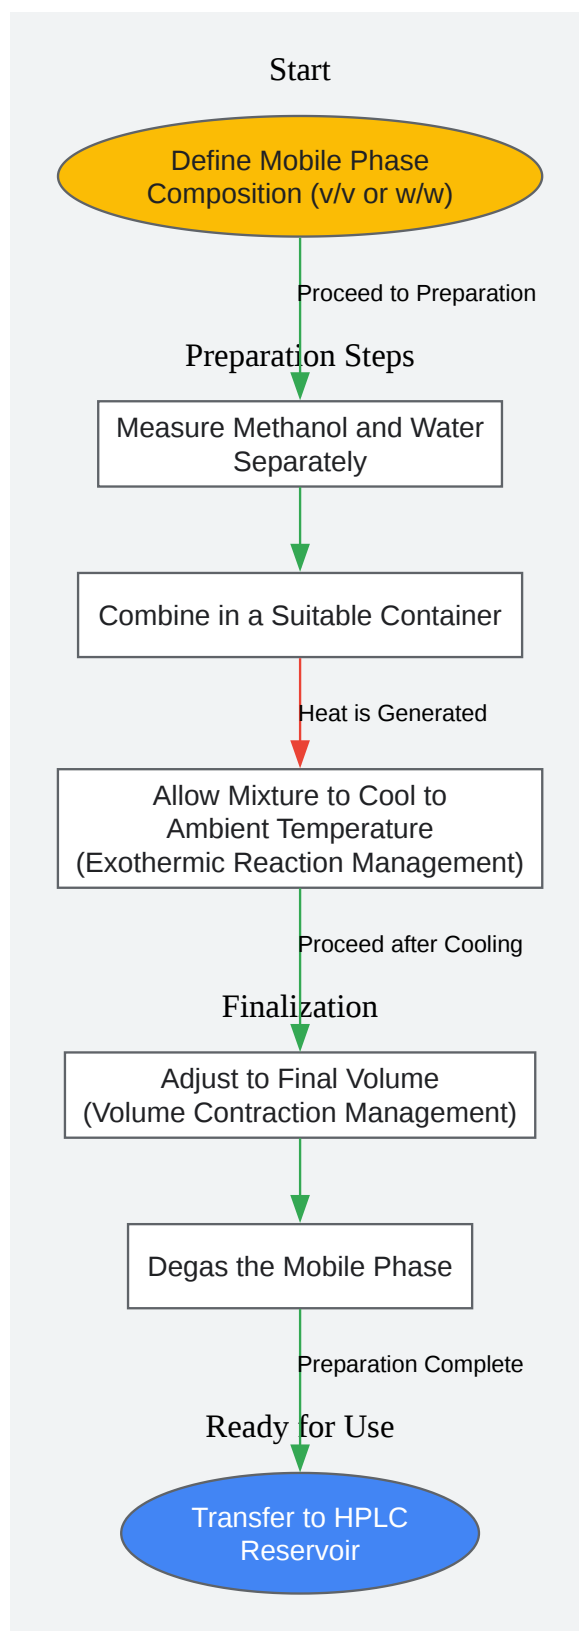 Start
Define Mobile Phase
Composition (v/v or w/w)
Proceed to Preparation
Preparation Steps
Measure Methanol and Water
Separately
Combine in a Suitable Container
Heat is Generated
Allow Mixture to Cool to
Ambient Temperature
(Exothermic Reaction Management)
Proceed after Cooling
Finalization
Adjust to Final Volume
(Volume Contraction Management)
Degas the Mobile Phase
Preparation Complete
Ready for Use
Transfer to HPLC
Reservoir